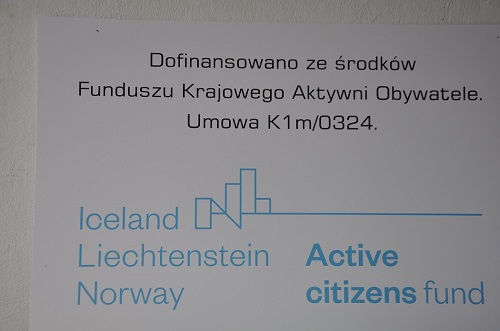 Dofinansowano ze środków
Funduszu Krajowego Aktywni Obywatele.
Umowa K1m/0324.
Iceland
Liechtenstein
Norway
Active
citizens fund